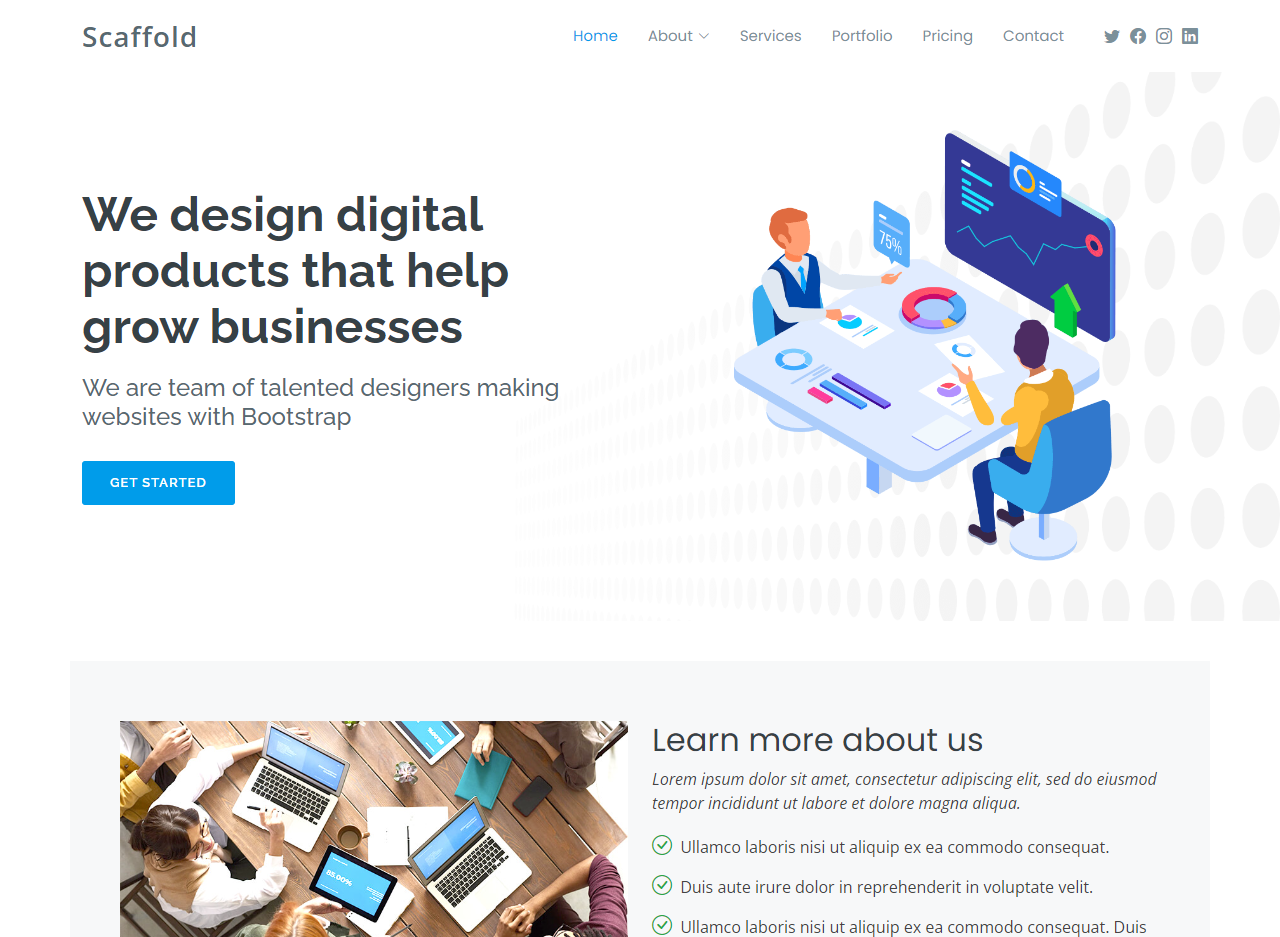 Scaffold
Home About Services Portfolio Pricing Contact
75%
We design digital
products that help
grow businesses
We are team of talented designers making
websites with Bootstrap
GET STARTED
Learn more about us
Lorem ipsum dolor sit amet, consectetur adipiscing elit, sed do eiusmod
tempor incididunt ut labore et dolore magna aliqua.
Ullamco laboris nisi ut aliquip ex ea commodo consequat.
Duis aute irure dolor in reprehenderit in voluptate velit.
Ullamco laboris nisi ut aliquip ex ea commodo consequat. Duis
85.00%